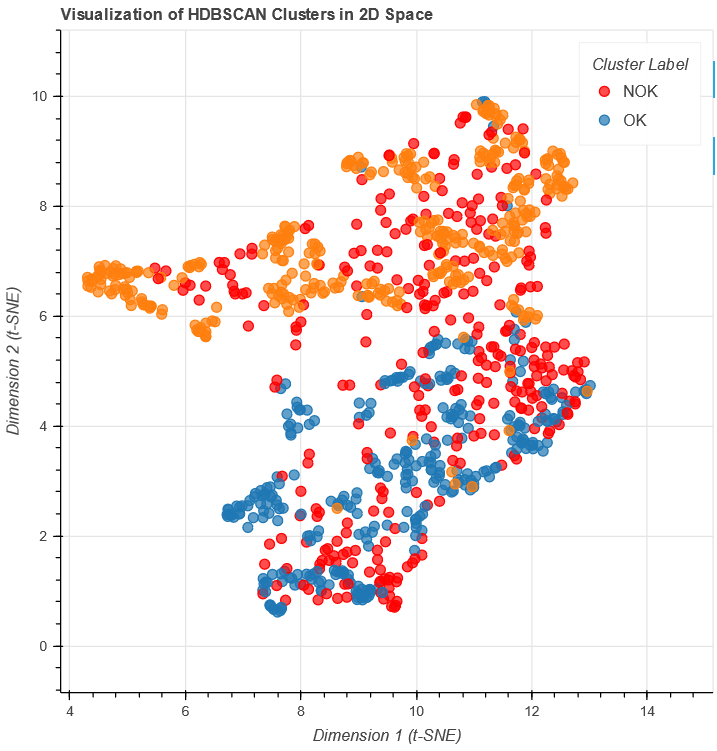 Visualization of HDBSCAN Clusters in 2D Space
Cluster Label
NOK
OK
10
8
6
4
2
0
Dimension 2 (t-SNE)
4
6
8
10
12
14
Dimension 1 (t-SNE)